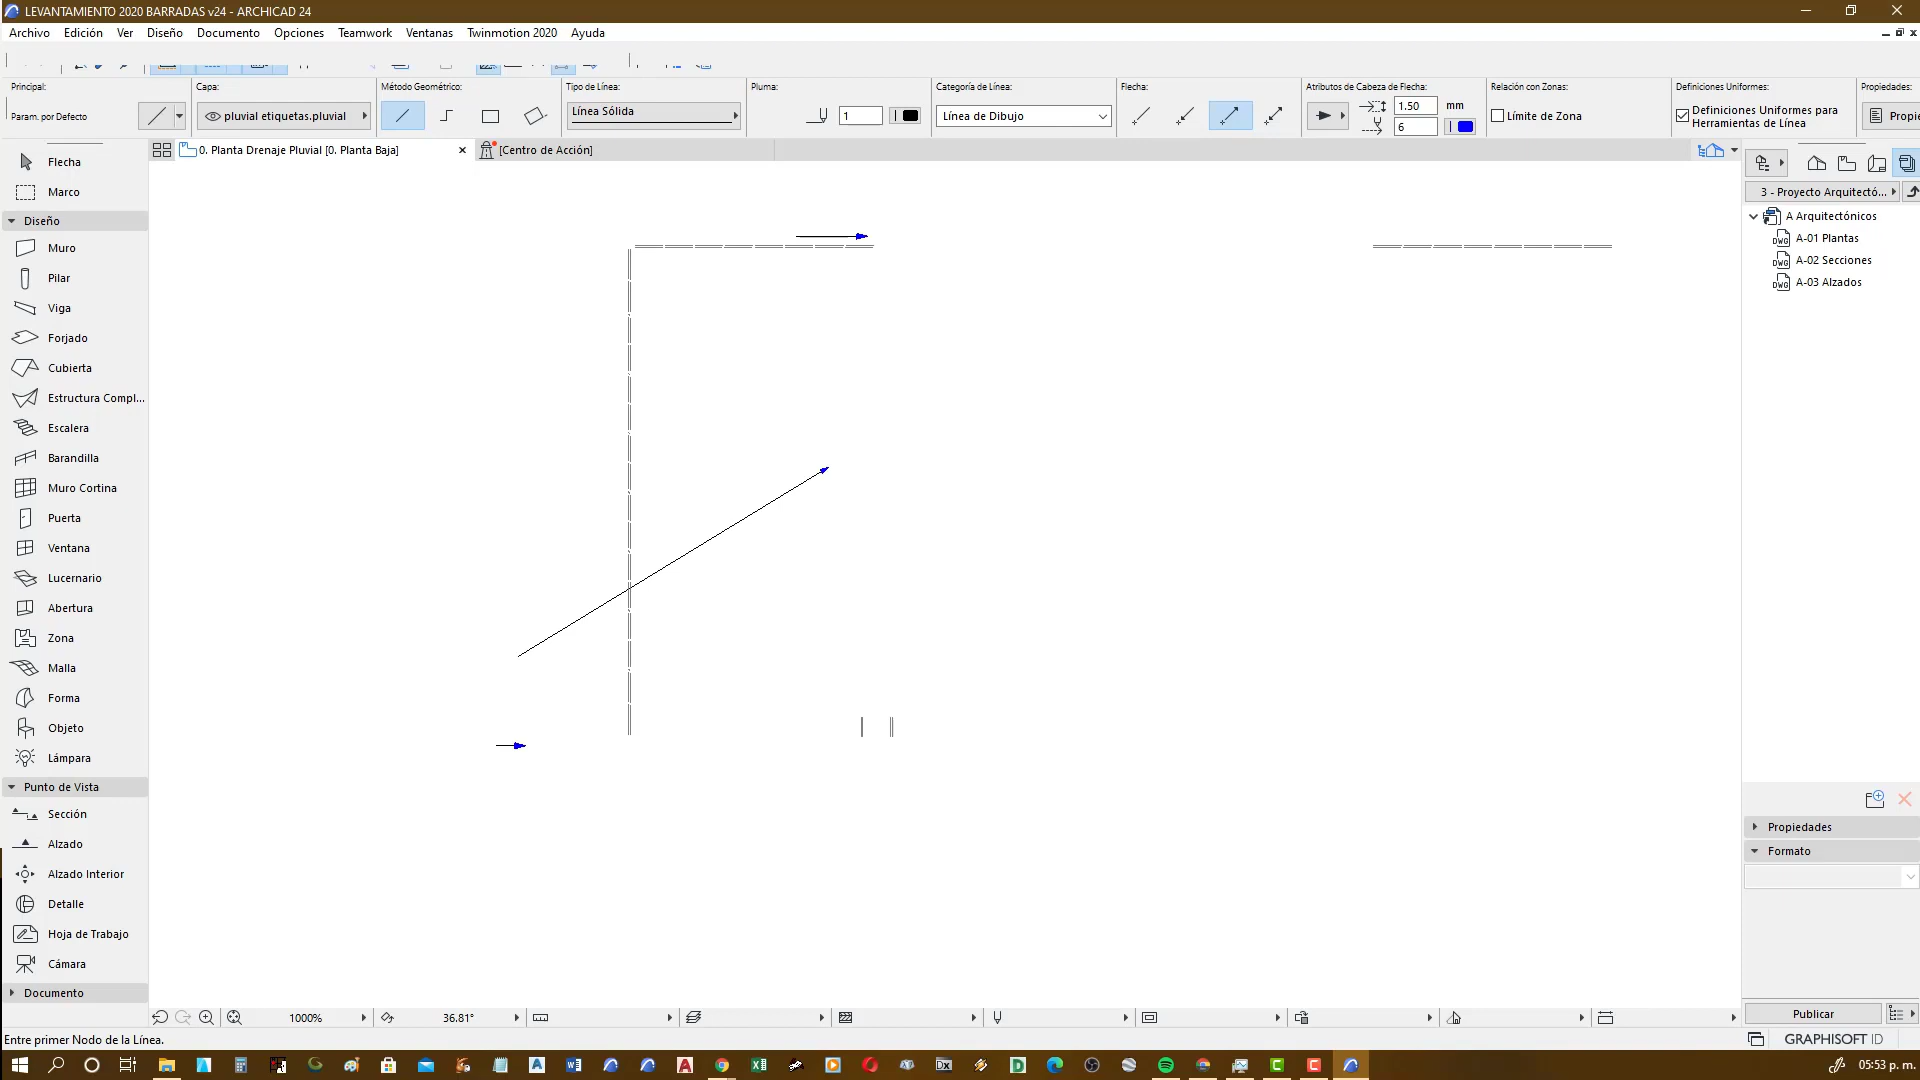 LEVANTAMIENTO 2020 BARRADAS v24 - ARCHICAD 24
Archivo Edición Ver Diseño Documento Opciones Teamwork Ventanas Twinmotion 2020 Ayuda
Principal: Capa: Método Geométrico: Tipo de Línea: Pluma: Categoría de Línea: Flecha: Atributos de Cabeza de Flecha: Relación con Zonas: Definiciones Uniformes: Propiedades:
Param. por Defecto pluvial etiquetas.pluvial Línea Sólida 1 Línea de Dibujo 1.50 mm 6 Límite de Zona Definiciones Uniformes para Herramientas de Línea Propie
0. Planta Drenaje Pluvial [0. Planta Baja] [Centro de Acción]
Flecha
Marco
Diseño
Muro
Pilar
Viga
Forjado
Cubierta
Estructura Compl...
Escalera
Barandilla
Muro Cortina
Puerta
Ventana
Lucernario
Abertura
Zona
Malla
Forma
Objeto
Lámpara
Punto de Vista
Sección
Alzado
Alzado Interior
Detalle
Hoja de Trabajo
Cámara
Documento
3 - Proyecto Arquitectó...
A Arquitectónicos
DWG A-01 Plantas
DWG A-02 Secciones
DWG A-03 Alzados
Propiedades
Formato
Publicar
1000% 36.81°
Entre primer Nodo de la Línea.
GRAPHISOFT ID
05:53 p. m.